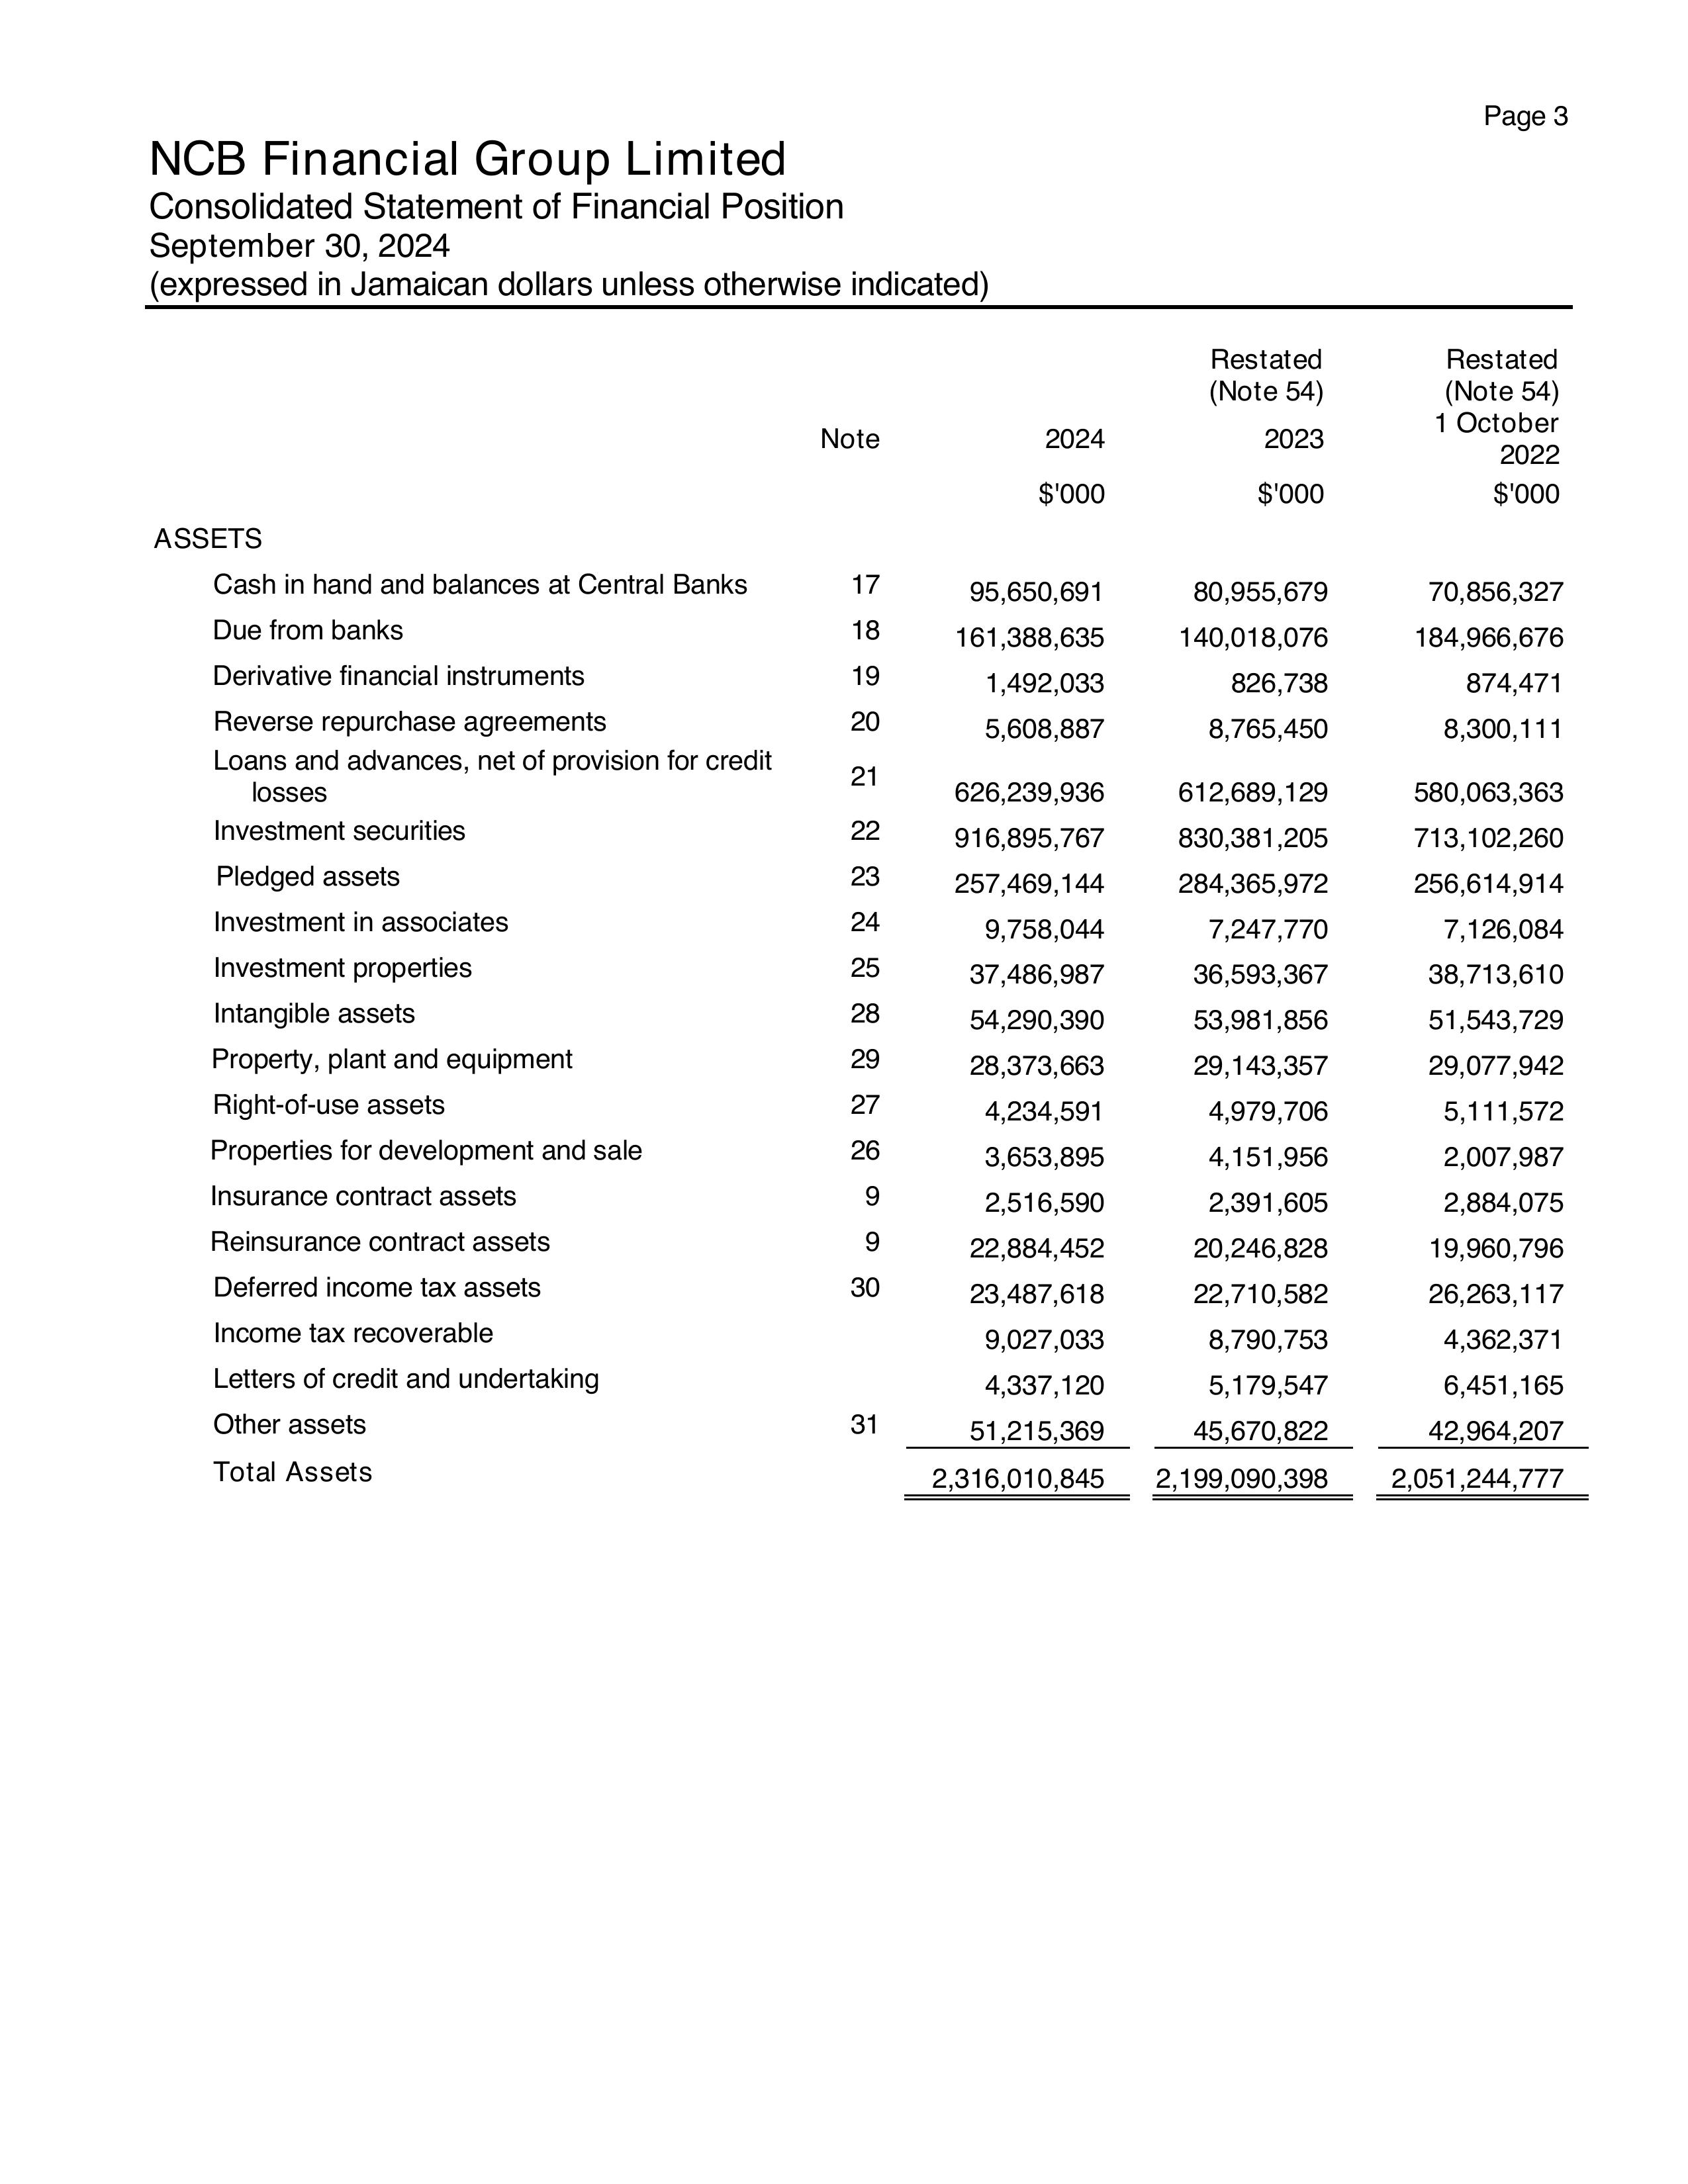 Page 3
NCB Financial Group Limited
Consolidated Statement of Financial Position
September 30, 2024
(expressed in Jamaican dollars unless otherwise indicated)
Restated Restated
(Note 54) (Note 54)
Note 2024 2023 1 October
2022
$'000 $'000 $'000
ASSETS
Cash in hand and balances at Central Banks 17 95,650,691 80,955,679 70,856,327
Due from banks 18 161,388,635 140,018,076 184,966,676
Derivative financial instruments 19 1,492,033 826,738 874,471
Reverse repurchase agreements 20 5,608,887 8,765,450 8,300,111
Loans and advances, net of provision for credit
losses 21 626,239,936 612,689,129 580,063,363
Investment securities 22 916,895,767 830,381,205 713,102,260
Pledged assets 23 257,469,144 284,365,972 256,614,914
Investment in associates 24 9,758,044 7,247,770 7,126,084
Investment properties 25 37,486,987 36,593,367 38,713,610
Intangible assets 28 54,290,390 53,981,856 51,543,729
Property, plant and equipment 29 28,373,663 29,143,357 29,077,942
Right-of-use assets 27 4,234,591 4,979,706 5,111,572
Properties for development and sale 26 3,653,895 4,151,956 2,007,987
Insurance contract assets 9 2,516,590 2,391,605 2,884,075
Reinsurance contract assets 9 22,884,452 20,246,828 19,960,796
Deferred income tax assets 30 23,487,618 22,710,582 26,263,117
Income tax recoverable 9,027,033 8,790,753 4,362,371
Letters of credit and undertaking 4,337,120 5,179,547 6,451,165
Other assets 31 51,215,369 45,670,822 42,964,207
Total Assets 2,316,010,845 2,199,090,398 2,051,244,777